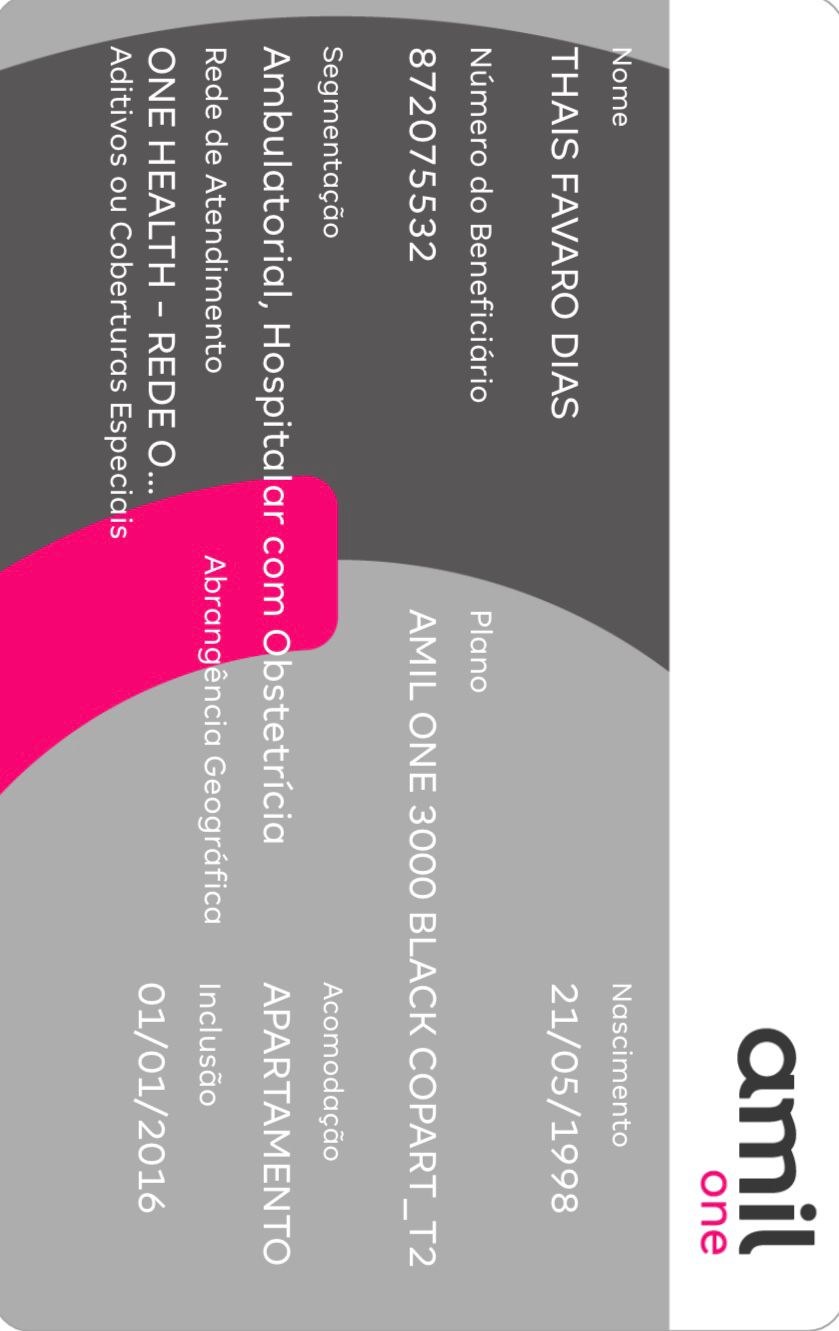 amil
one
Nome
Nascimento
THAIS FAVARO DIAS
21/05/1998
Número do Beneficiário
Plano
872075532
AMIL ONE 3000 BLACK COPART_T2
Segmentação
Acomodação
Ambulatorial, Hospitalar com Obstetrícia
APARTAMENTO
Rede de Atendimento
Abrangência Geográfica
Inclusão
ONE HEALTH - REDE O...
01/01/2016
Aditivos ou Coberturas Especiais